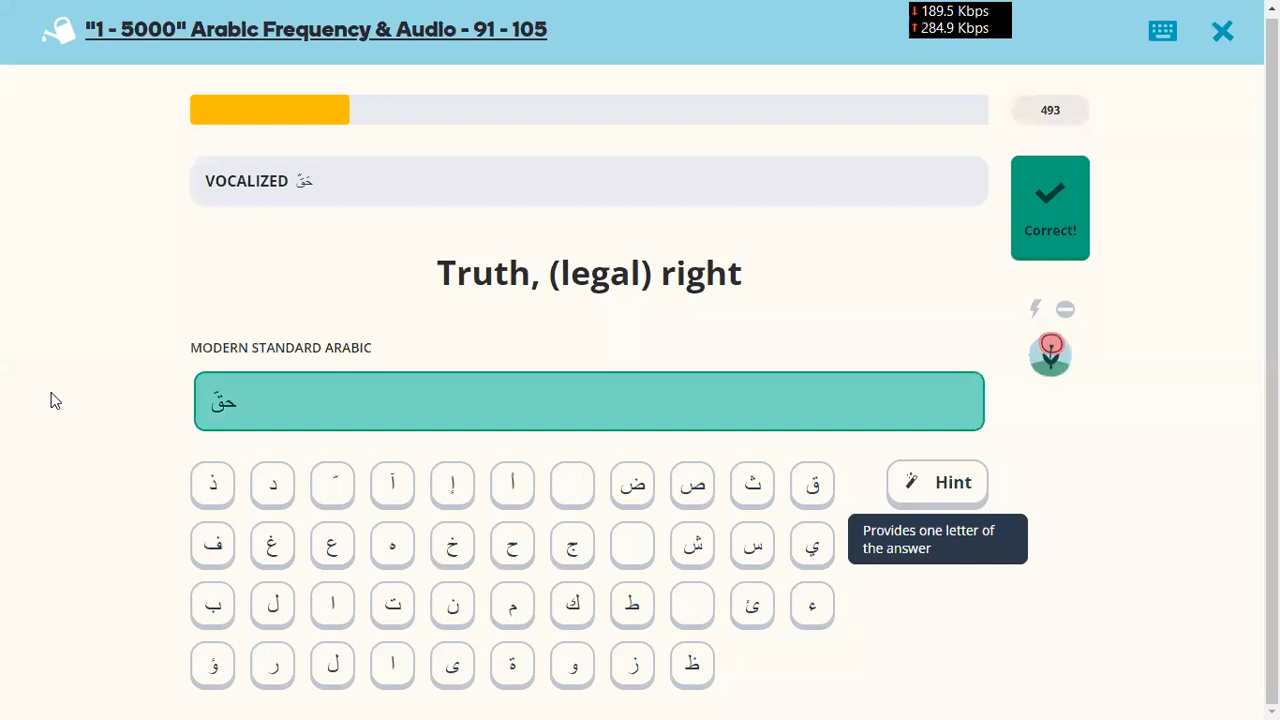 "1 - 5000" Arabic Frequency & Audio - 91 - 105
↓ 189.5 Kbps
↑ 284.9 Kbps
493
VOCALIZED حَقّ
Correct!
Truth, (legal) right
MODERN STANDARD ARABIC
حقّ
ذ د َ آ إ أ ض ص ث ق
Hint
Provides one letter of
the answer
ف غ ع ه خ ح ج ش س ي
ب ل ا ت ن م ك ط ئ ء
ؤ ر ل ا ى ة و ز ظ